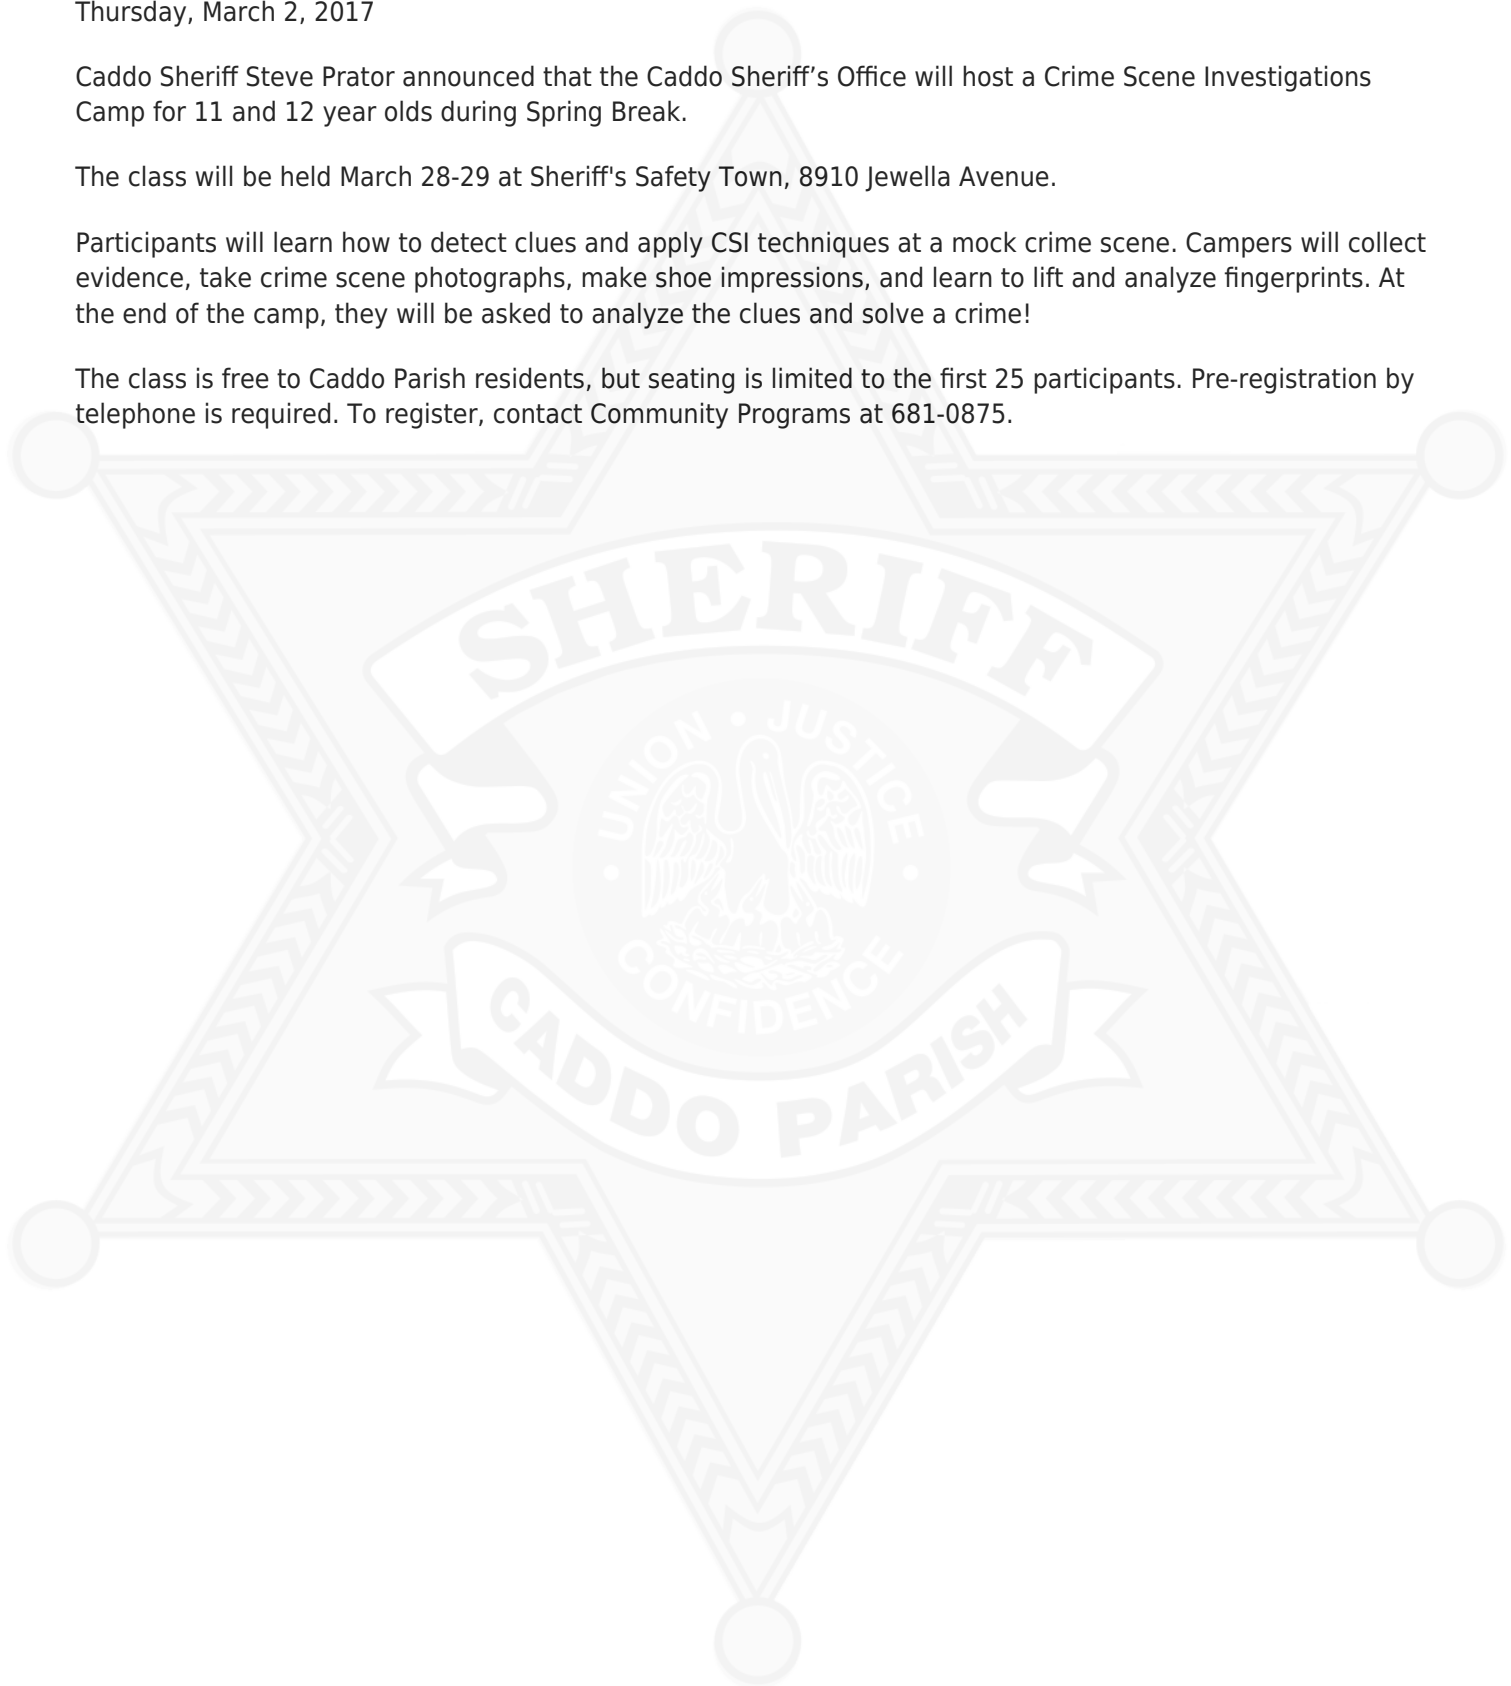 Thursday, March 2, 2017
Caddo Sheriff Steve Prator announced that the Caddo Sheriff’s Office will host a Crime Scene Investigations
Camp for 11 and 12 year olds during Spring Break.
The class will be held March 28-29 at Sheriff's Safety Town, 8910 Jewella Avenue.
Participants will learn how to detect clues and apply CSI techniques at a mock crime scene. Campers will collect
evidence, take crime scene photographs, make shoe impressions, and learn to lift and analyze fingerprints. At
the end of the camp, they will be asked to analyze the clues and solve a crime!
The class is free to Caddo Parish residents, but seating is limited to the first 25 participants. Pre-registration by
telephone is required. To register, contact Community Programs at 681-0875.
SHERIFF
UNION • JUSTICE
• CONFIDENCE •
CADDO PARISH